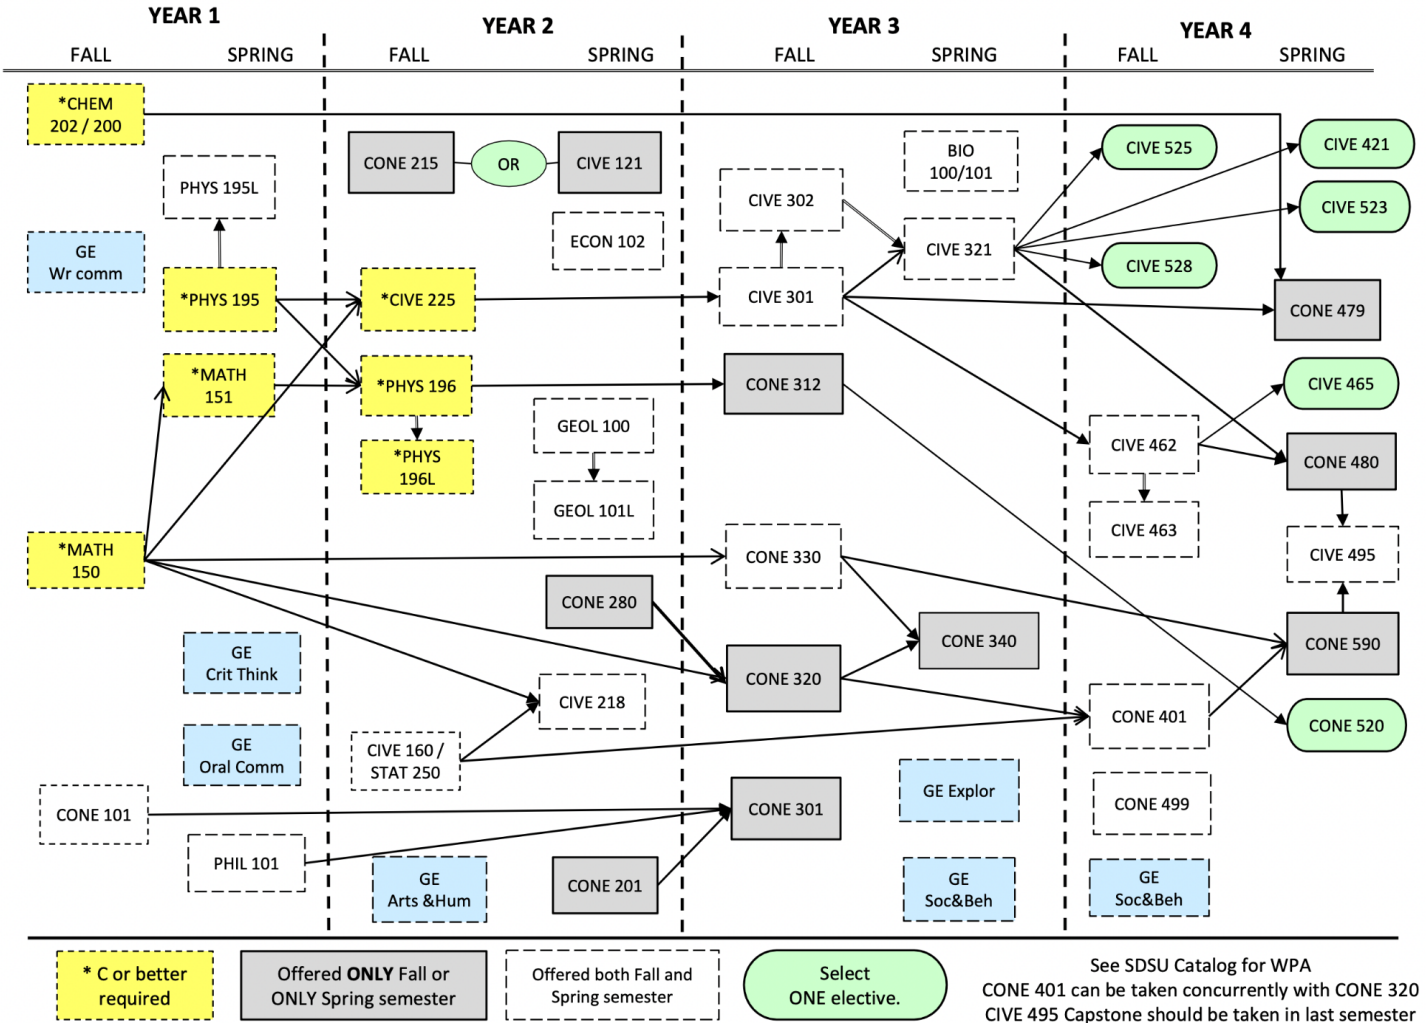 YEAR 1
YEAR 2
YEAR 3
YEAR 4
FALL
SPRING
FALL
SPRING
FALL
SPRING
FALL
SPRING
*CHEM
202 / 200
PHYS 195L
GE
Wr comm
*PHYS 195
*MATH
151
*MATH
150
GE
Crit Think
GE
Oral Comm
CONE 101
PHIL 101
CONE 215
OR
CIVE 121
ECON 102
*CIVE 225
*PHYS 196
*PHYS
196L
GEOL 100
GEOL 101L
CONE 280
CIVE 218
CIVE 160 /
STAT 250
GE
Arts &Hum
CONE 201
BIO
100/101
CIVE 302
CIVE 321
CIVE 301
CONE 312
CONE 330
CONE 340
CONE 320
CONE 301
GE Explor
GE
Soc&Beh
CIVE 525
CIVE 421
CIVE 523
CIVE 528
CONE 479
CIVE 465
CIVE 462
CONE 480
CIVE 463
CIVE 495
CONE 590
CONE 401
CONE 520
CONE 499
GE
Soc&Beh
* C or better
required
Offered ONLY Fall or
ONLY Spring semester
Offered both Fall and
Spring semester
Select
ONE elective.
See SDSU Catalog for WPA
CONE 401 can be taken concurrently with CONE 320
CIVE 495 Capstone should be taken in last semester